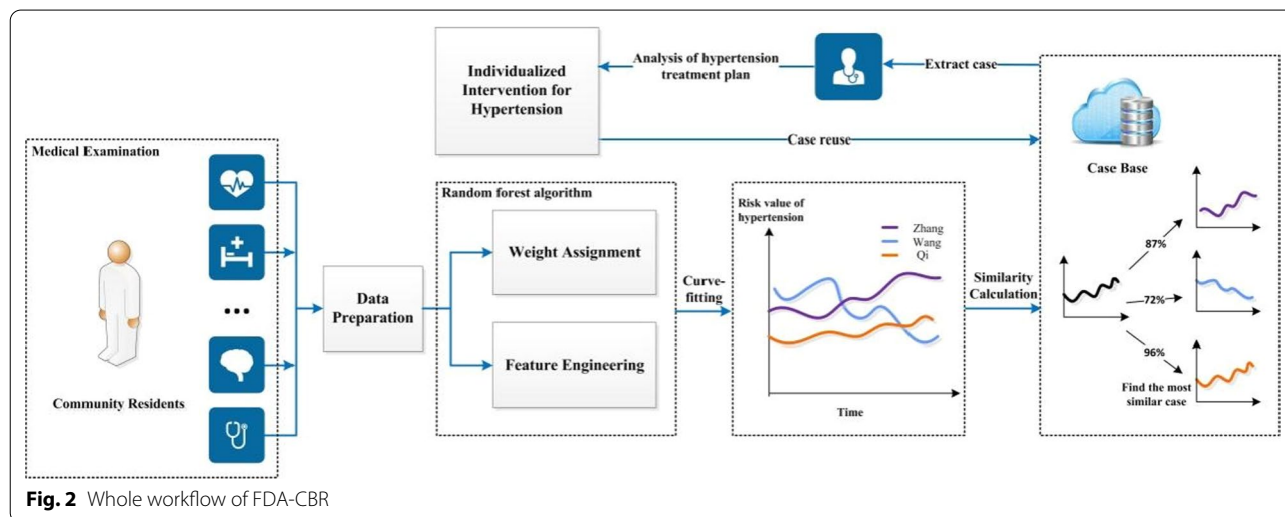 Individualized
Intervention for
Hypertension
Analysis of hypertension
treatment plan
Extract case
Case reuse
Medical Examination
...
Community Residents
Data
Preparation
Random forest algorithm
Weight Assignment
Feature Engineering
Curve-
fitting
Risk value of
hypertension
Zhang
Wang
Qi
Time
Similarity
Calculation
Case Base
87%
72%
96%
Find the most
similar case
Fig. 2 Whole workflow of FDA-CBR